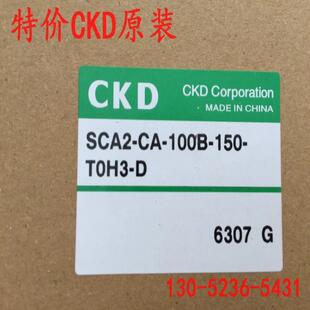 特价CKD原装
CKD
CKD Corporation
MADE IN CHINA
SCA2-CA-100B-150-
T0H3-D
6307 G
130-5236-5431